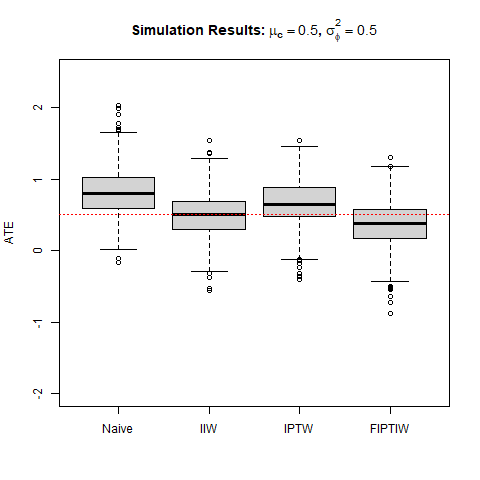 Simulation Results: μc = 0.5, σ²ϕ = 0.5
2
1
0
-1
-2
ATE
Naive IIW IPTW FIPTIW